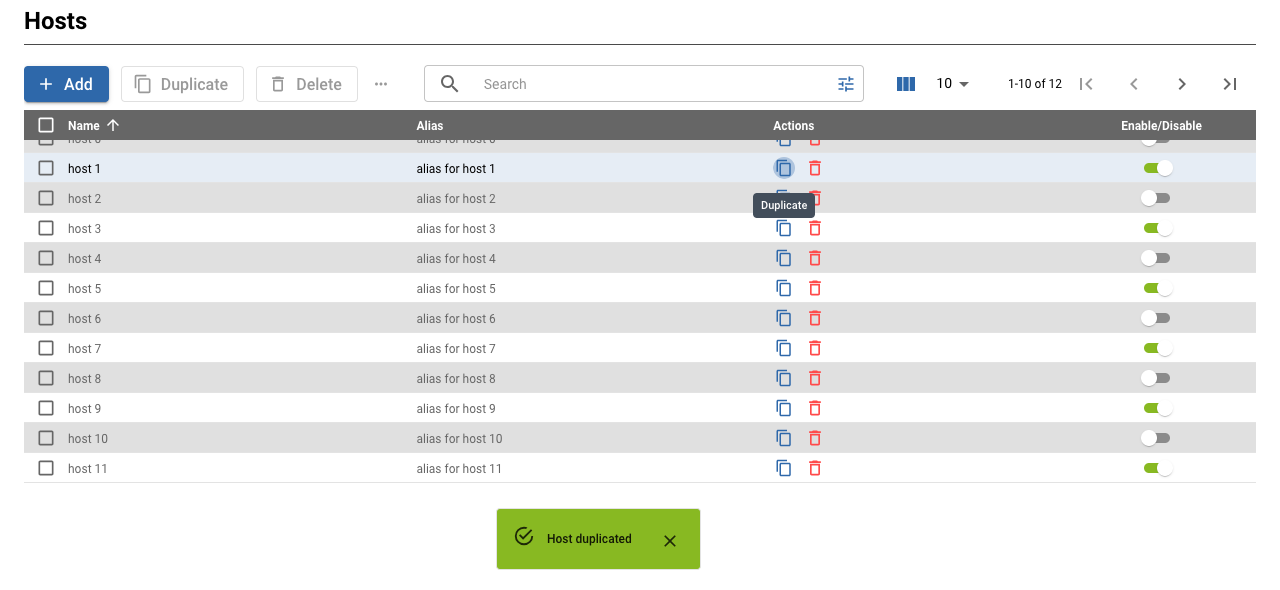 Hosts
Add Duplicate Delete ... Search 10 1-10 of 12
Name Alias Actions Enable/Disable
host 0 alias for host 0
host 1 alias for host 1
host 2 alias for host 2
Duplicate
host 3 alias for host 3
host 4 alias for host 4
host 5 alias for host 5
host 6 alias for host 6
host 7 alias for host 7
host 8 alias for host 8
host 9 alias for host 9
host 10 alias for host 10
host 11 alias for host 11
Host duplicated